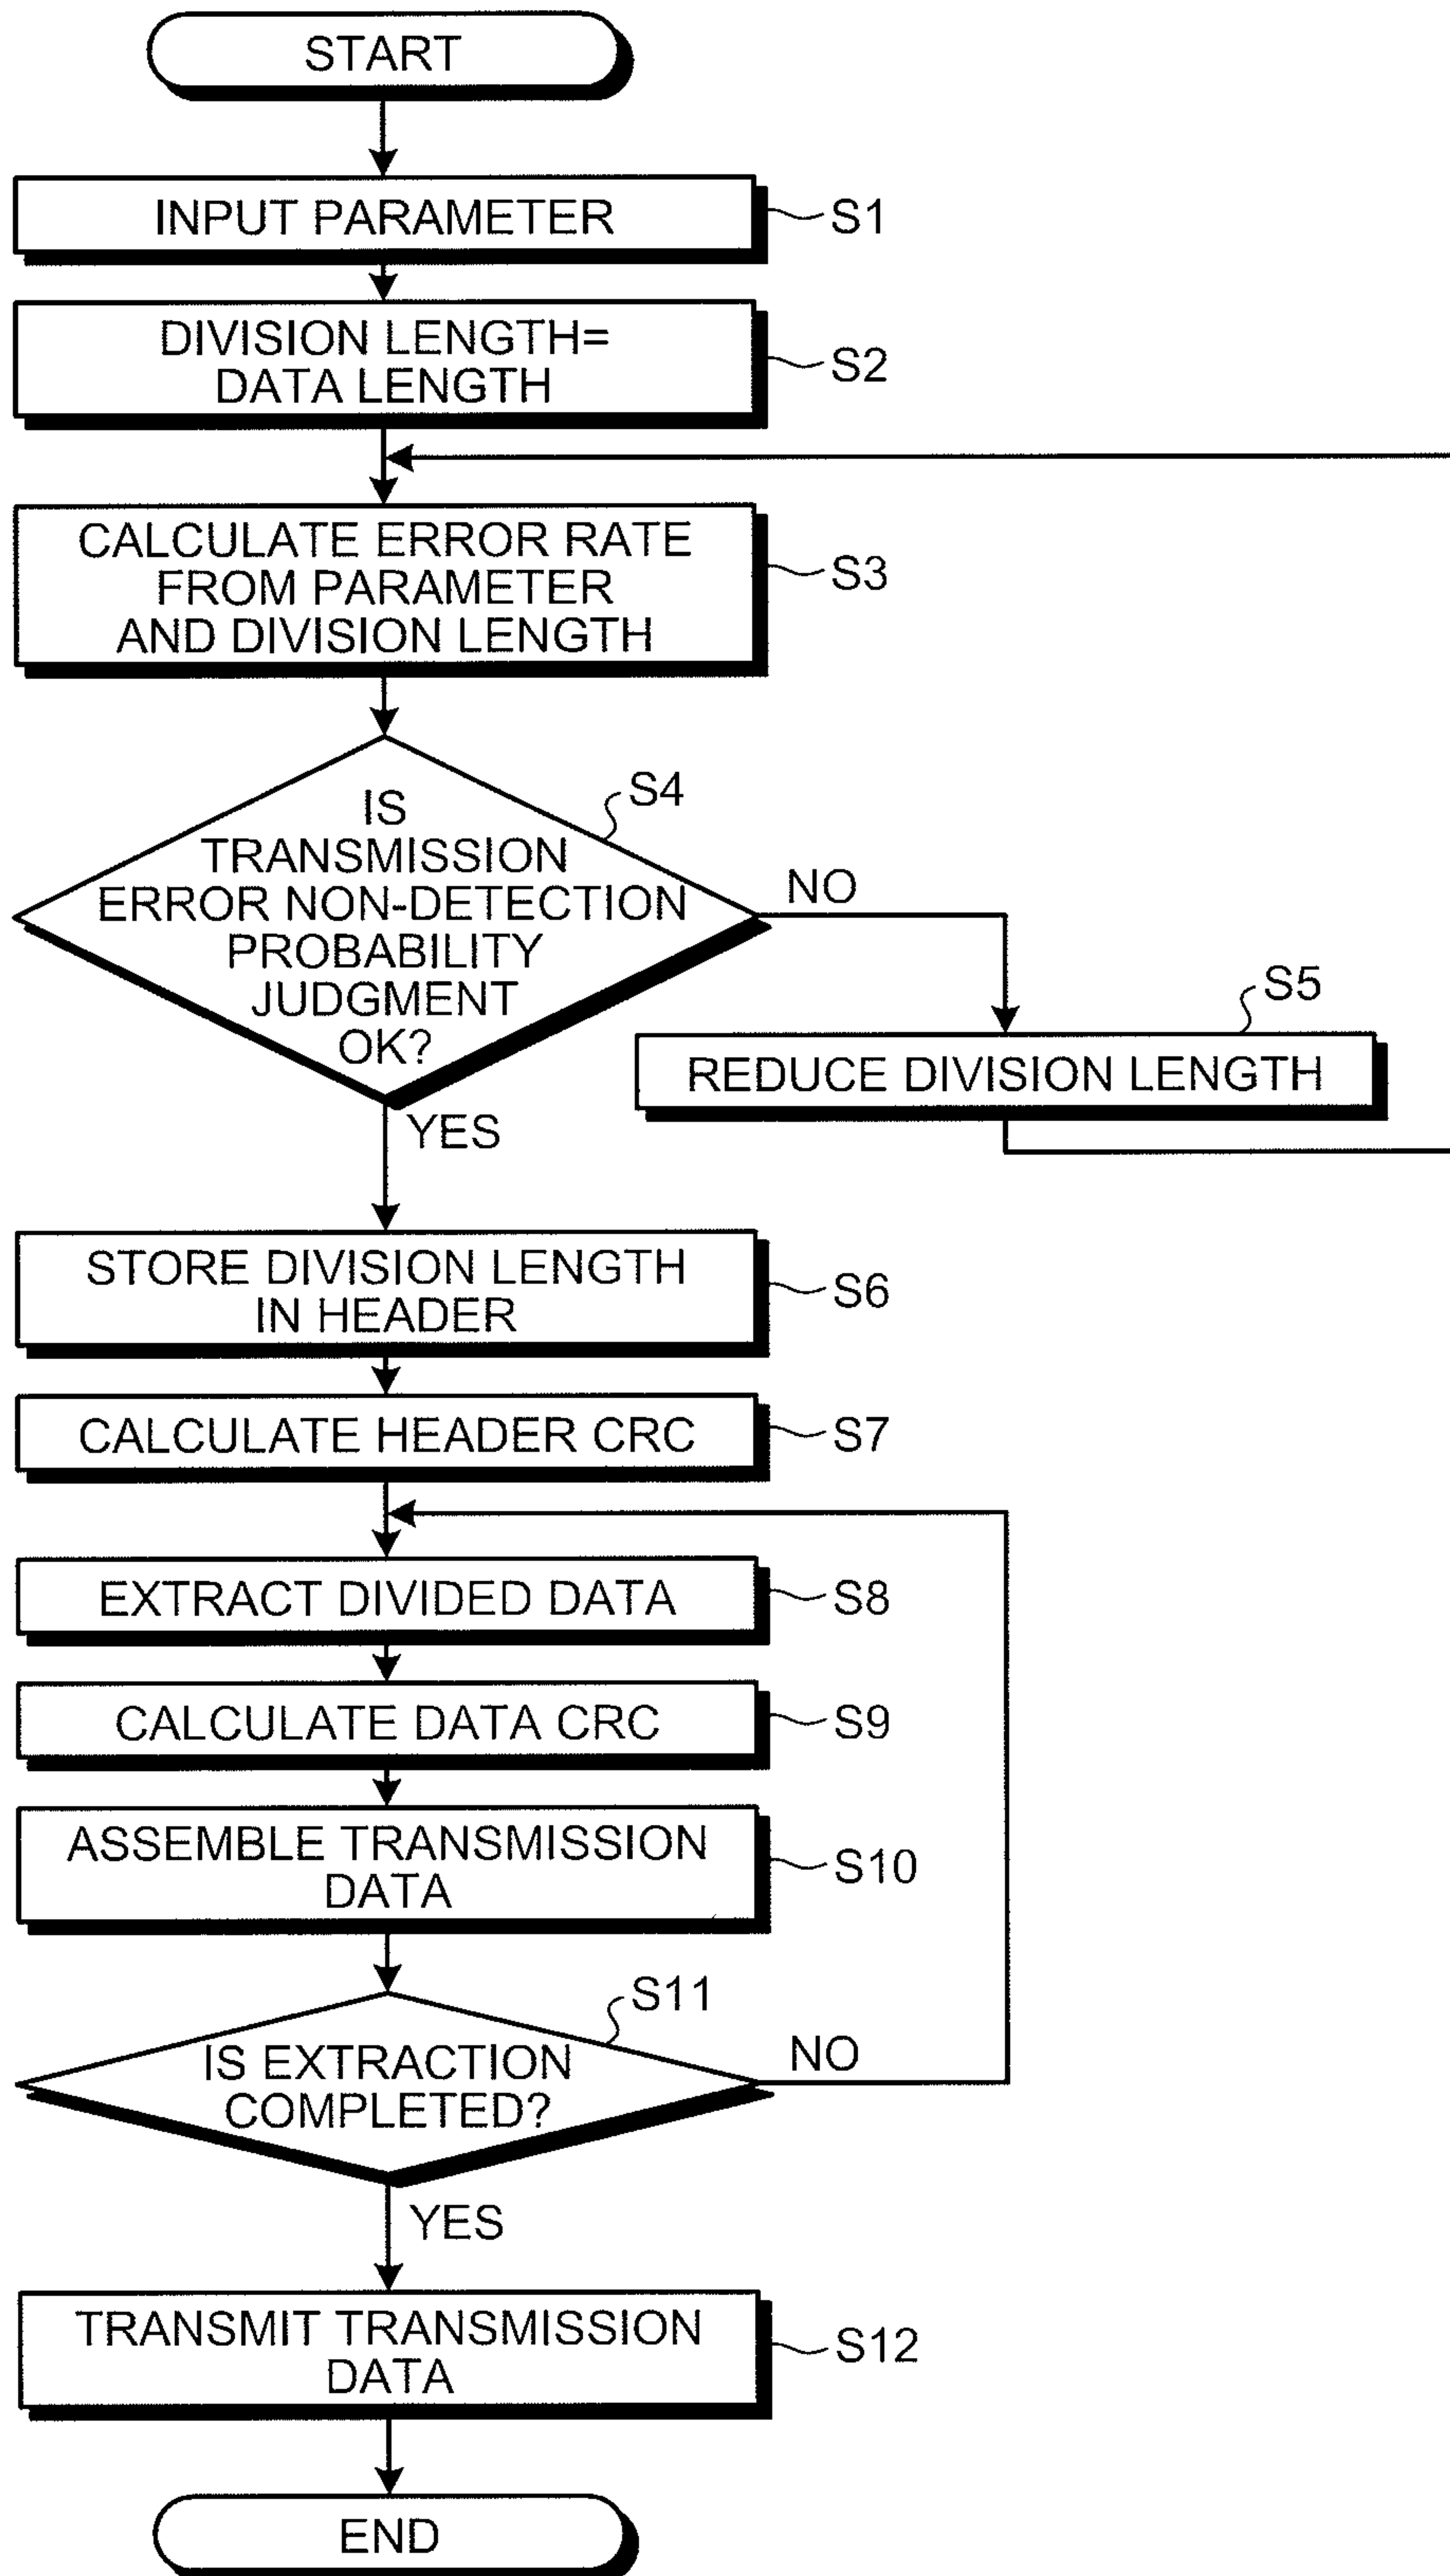 START
INPUT PARAMETER
S1
DIVISION LENGTH=
DATA LENGTH
S2
CALCULATE ERROR RATE
FROM PARAMETER
AND DIVISION LENGTH
S3
IS
TRANSMISSION
ERROR NON-DETECTION
PROBABILITY
JUDGMENT
OK?
S4
NO
S5
REDUCE DIVISION LENGTH
YES
STORE DIVISION LENGTH
IN HEADER
S6
CALCULATE HEADER CRC
S7
EXTRACT DIVIDED DATA
S8
CALCULATE DATA CRC
S9
ASSEMBLE TRANSMISSION
DATA
S10
IS EXTRACTION
COMPLETED?
S11
NO
YES
TRANSMIT TRANSMISSION
DATA
S12
END